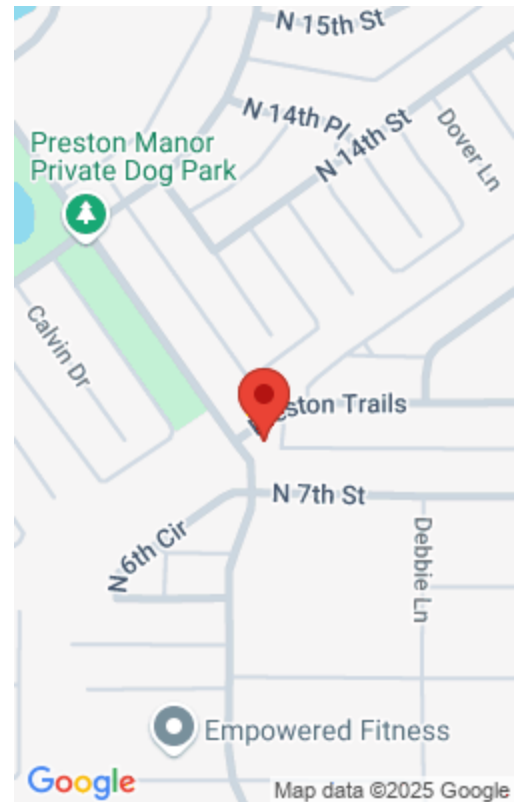 N 15th St
N 14th Pl
N 14th St
Dover Ln
Preston Manor
Private Dog Park
Calvin Dr
eston Trails
N 7th St
N 6th Cir
Debbie Ln
Empowered Fitness
Google
Map data ©2025 Google